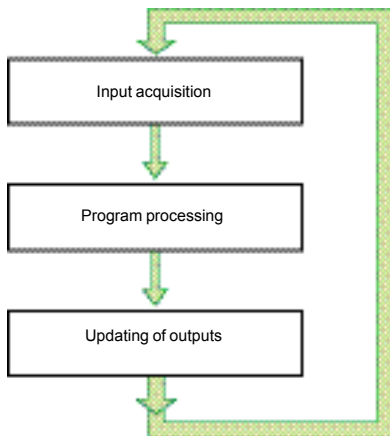 Input acquisition
Program processing
Updating of outputs